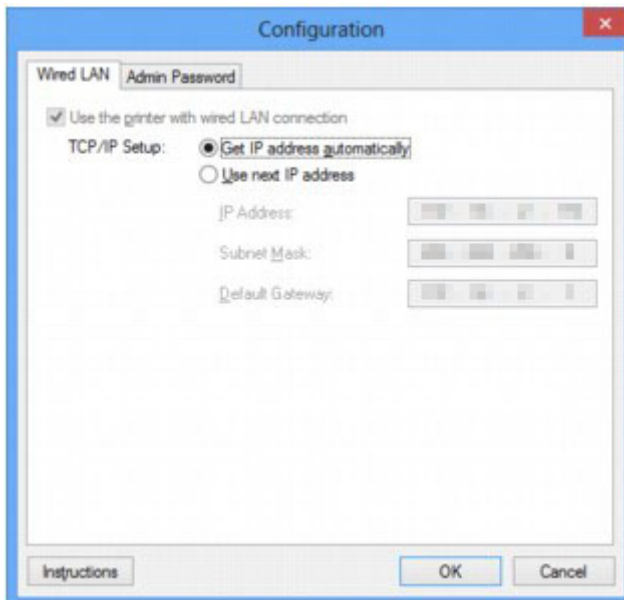 Configuration
Wired LAN Admin Password
Use the printer with wired LAN connection
TCP/IP Setup: Get IP address automatically
Use next IP address
IP Address:
Subnet Mask:
Default Gateway:
Instructions OK Cancel